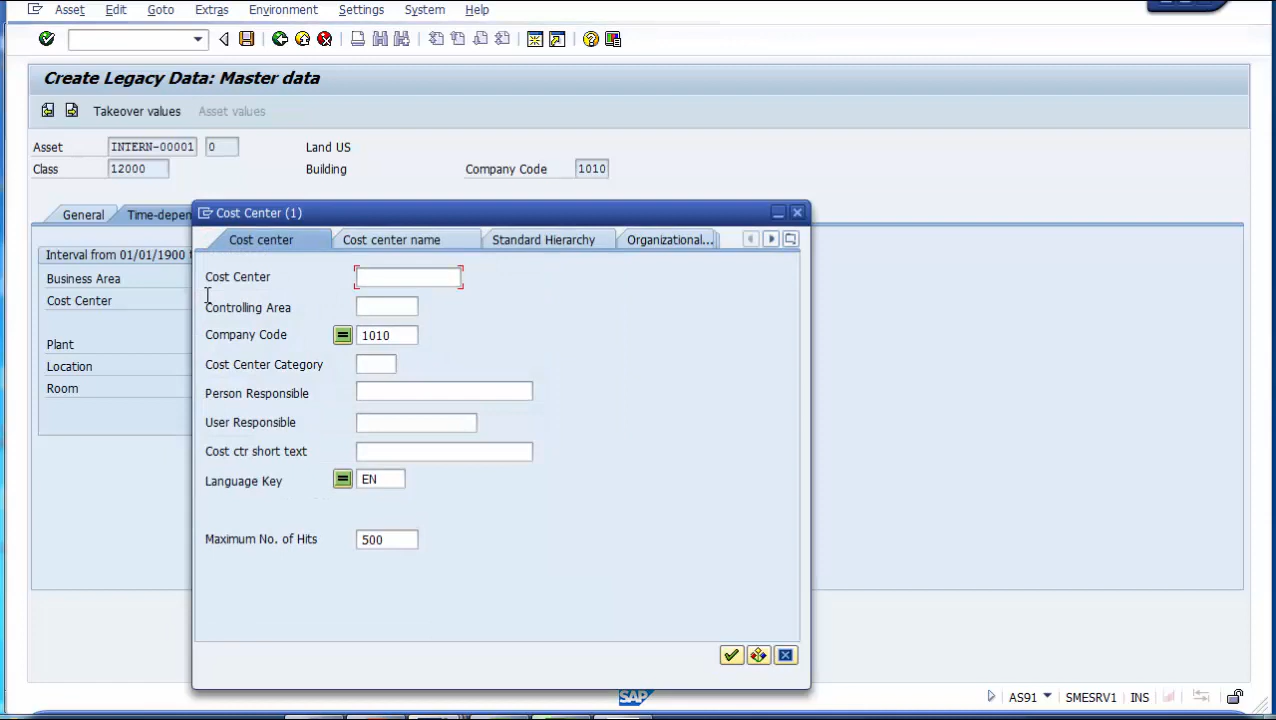 Asset Edit Goto Extras Environment Settings System Help
Create Legacy Data: Master data
Takeover values Asset values
Asset INTERN-00001 0 Land US
Class 12000 Building Company Code 1010
General Time-depen
Interval from 01/01/1900
Business Area
Cost Center
Plant
Location
Room
Cost Center (1)
Cost center Cost center name Standard Hierarchy Organizational...
Cost Center
Controlling Area
Company Code 1010
Cost Center Category
Person Responsible
User Responsible
Cost ctr short text
Language Key EN
Maximum No. of Hits 500
SAP
AS91 SMESRV1 INS